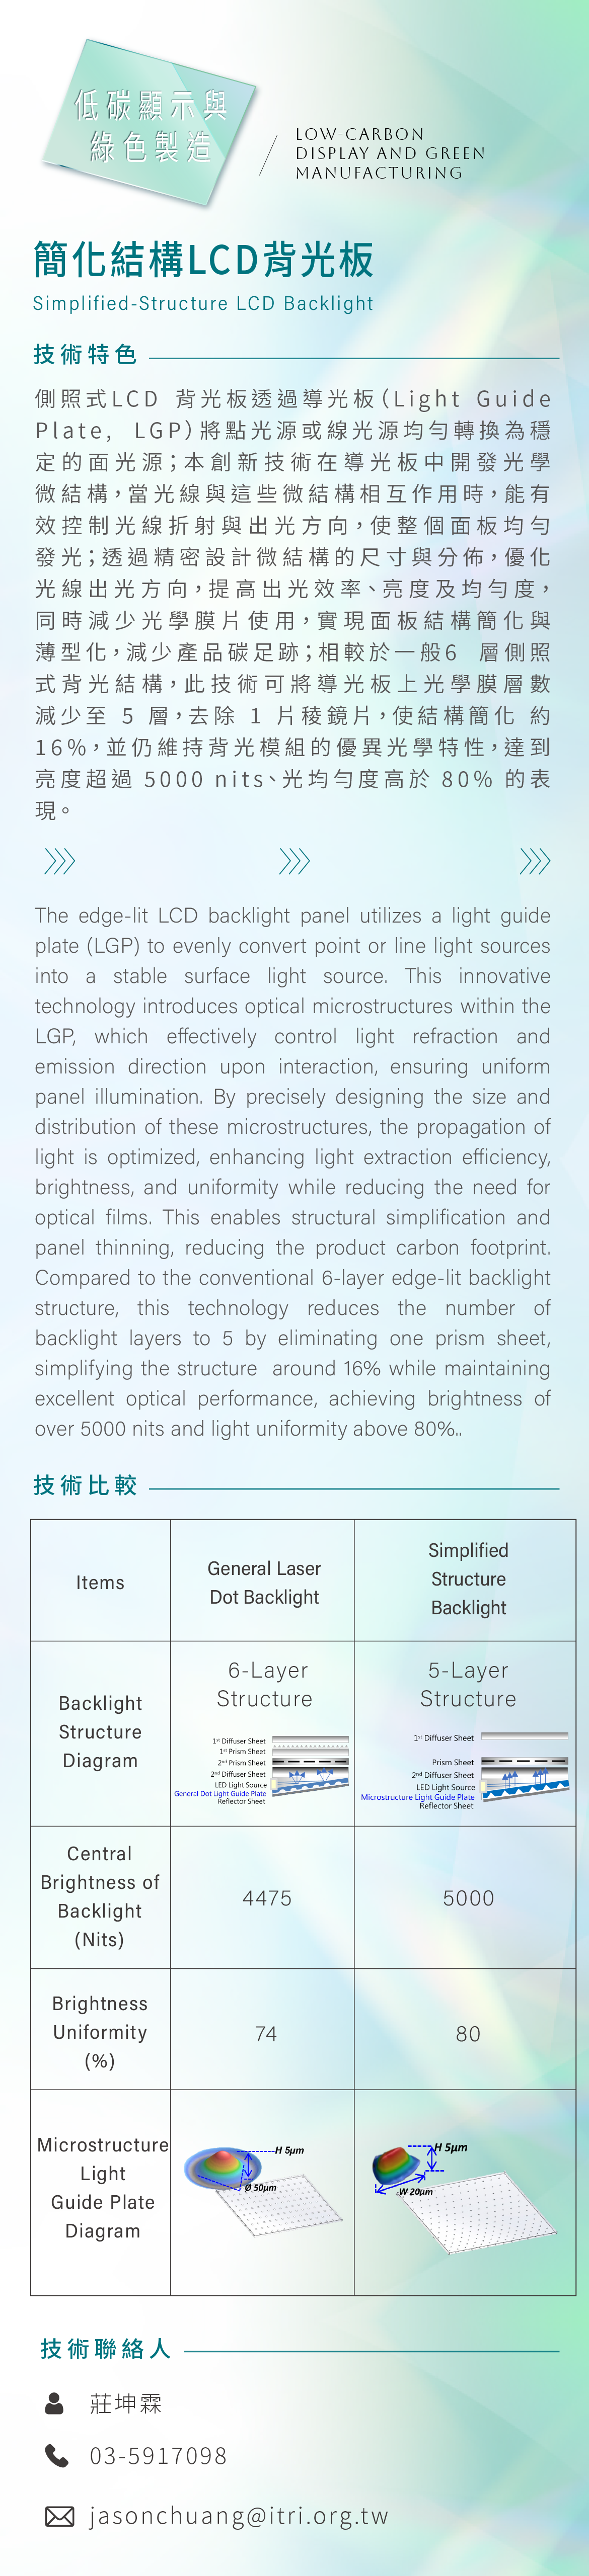 低碳顯示與
綠色製造
LOW-CARBON
DISPLAY AND GREEN
MANUFACTURING
簡化結構LCD背光板
Simplified-Structure LCD Backlight
技術特色
側照式LCD 背光板透過導光板(Light Guide
Plate, LGP)將點光源或線光源均勻轉換為穩
定的面光源;本創新技術在導光板中開發光學
微結構,當光線與這些微結構相互作用時,能有
效控制光線折射與出光方向,使整個面板均勻
發光;透過精密設計微結構的尺寸與分佈,優化
光線出光方向,提高出光效率、亮度及均勻度,
同時減少光學膜片使用,實現面板結構簡化與
薄型化,減少產品碳足跡;相較於一般6 層側照
式背光結構,此技術可將導光板上光學膜層數
減少至 5 層,去除 1 片稜鏡片,使結構簡化 約
16%,並仍維持背光模組的優異光學特性,達到
亮度超過 5000 nits、光均勻度高於 80% 的表
現。
The edge-lit LCD backlight panel utilizes a light guide
plate (LGP) to evenly convert point or line light sources
into a stable surface light source. This innovative
technology introduces optical microstructures within the
LGP, which effectively control light refraction and
emission direction upon interaction, ensuring uniform
panel illumination. By precisely designing the size and
distribution of these microstructures, the propagation of
light is optimized, enhancing light extraction efficiency,
brightness, and uniformity while reducing the need for
optical films. This enables structural simplification and
panel thinning, reducing the product carbon footprint.
Compared to the conventional 6-layer edge-lit backlight
structure, this technology reduces the number of
backlight layers to 5 by eliminating one prism sheet,
simplifying the structure around 16% while maintaining
excellent optical performance, achieving brightness of
over 5000 nits and light uniformity above 80%..
技術比較
Items
General Laser
Dot Backlight
Simplified
Structure
Backlight
Backlight
Structure
Diagram
6-Layer
Structure
1st Diffuser Sheet
1st Prism Sheet
2nd Prism Sheet
2nd Diffuser Sheet
LED Light Source
General Dot Light Guide Plate
Reflector Sheet
5-Layer
Structure
1st Diffuser Sheet
Prism Sheet
2nd Diffuser Sheet
LED Light Source
Microstructure Light Guide Plate
Reflector Sheet
Central
Brightness of
Backlight
(Nits)
4475
5000
Brightness
Uniformity
(%)
74
80
Microstructure
Light
Guide Plate
Diagram
H 5μm
Ø 50μm
H 5μm
W 20μm
技術聯絡人
莊坤霖
03-5917098
jasonchuang@itri.org.tw